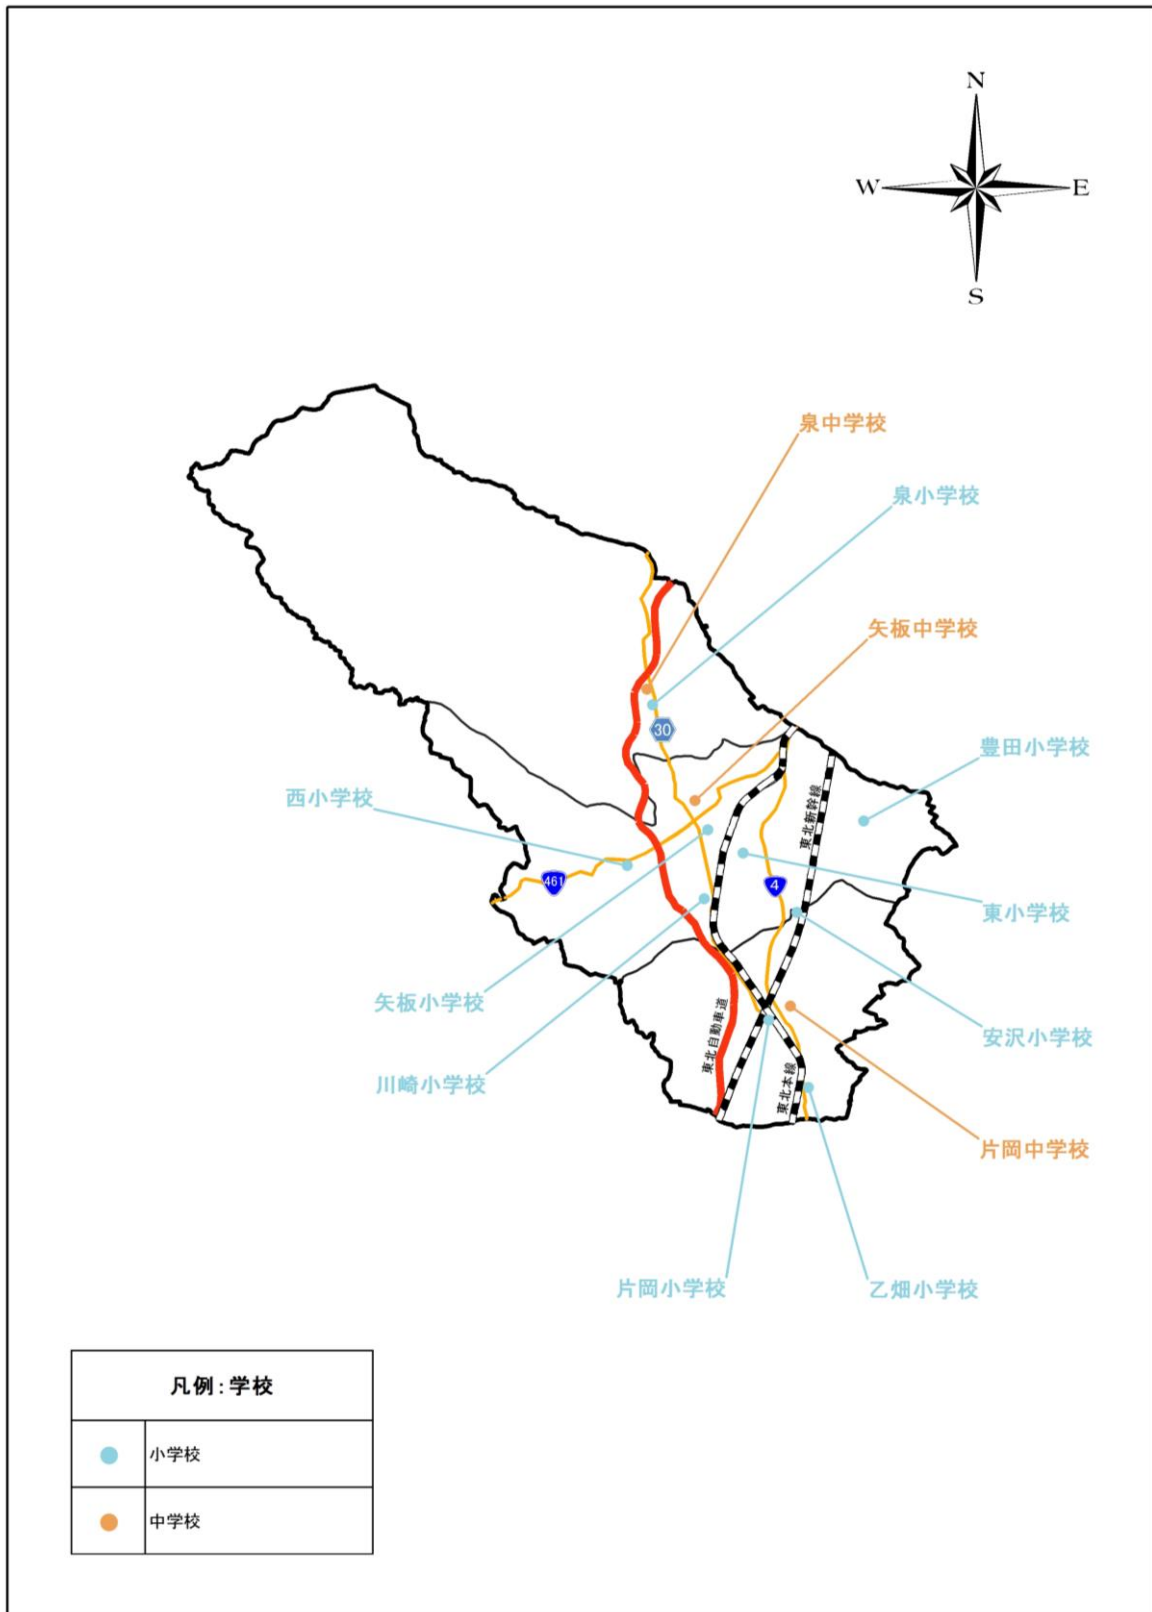 N
W
E
S
泉中学校
泉小学校
矢板中学校
30
豊田小学校
西小学校
東北新幹線
461
4
東小学校
矢板小学校
東北自動車道
安沢小学校
川崎小学校
東北本線
片岡中学校
片岡小学校
乙畑小学校
凡例:学校
小学校
中学校